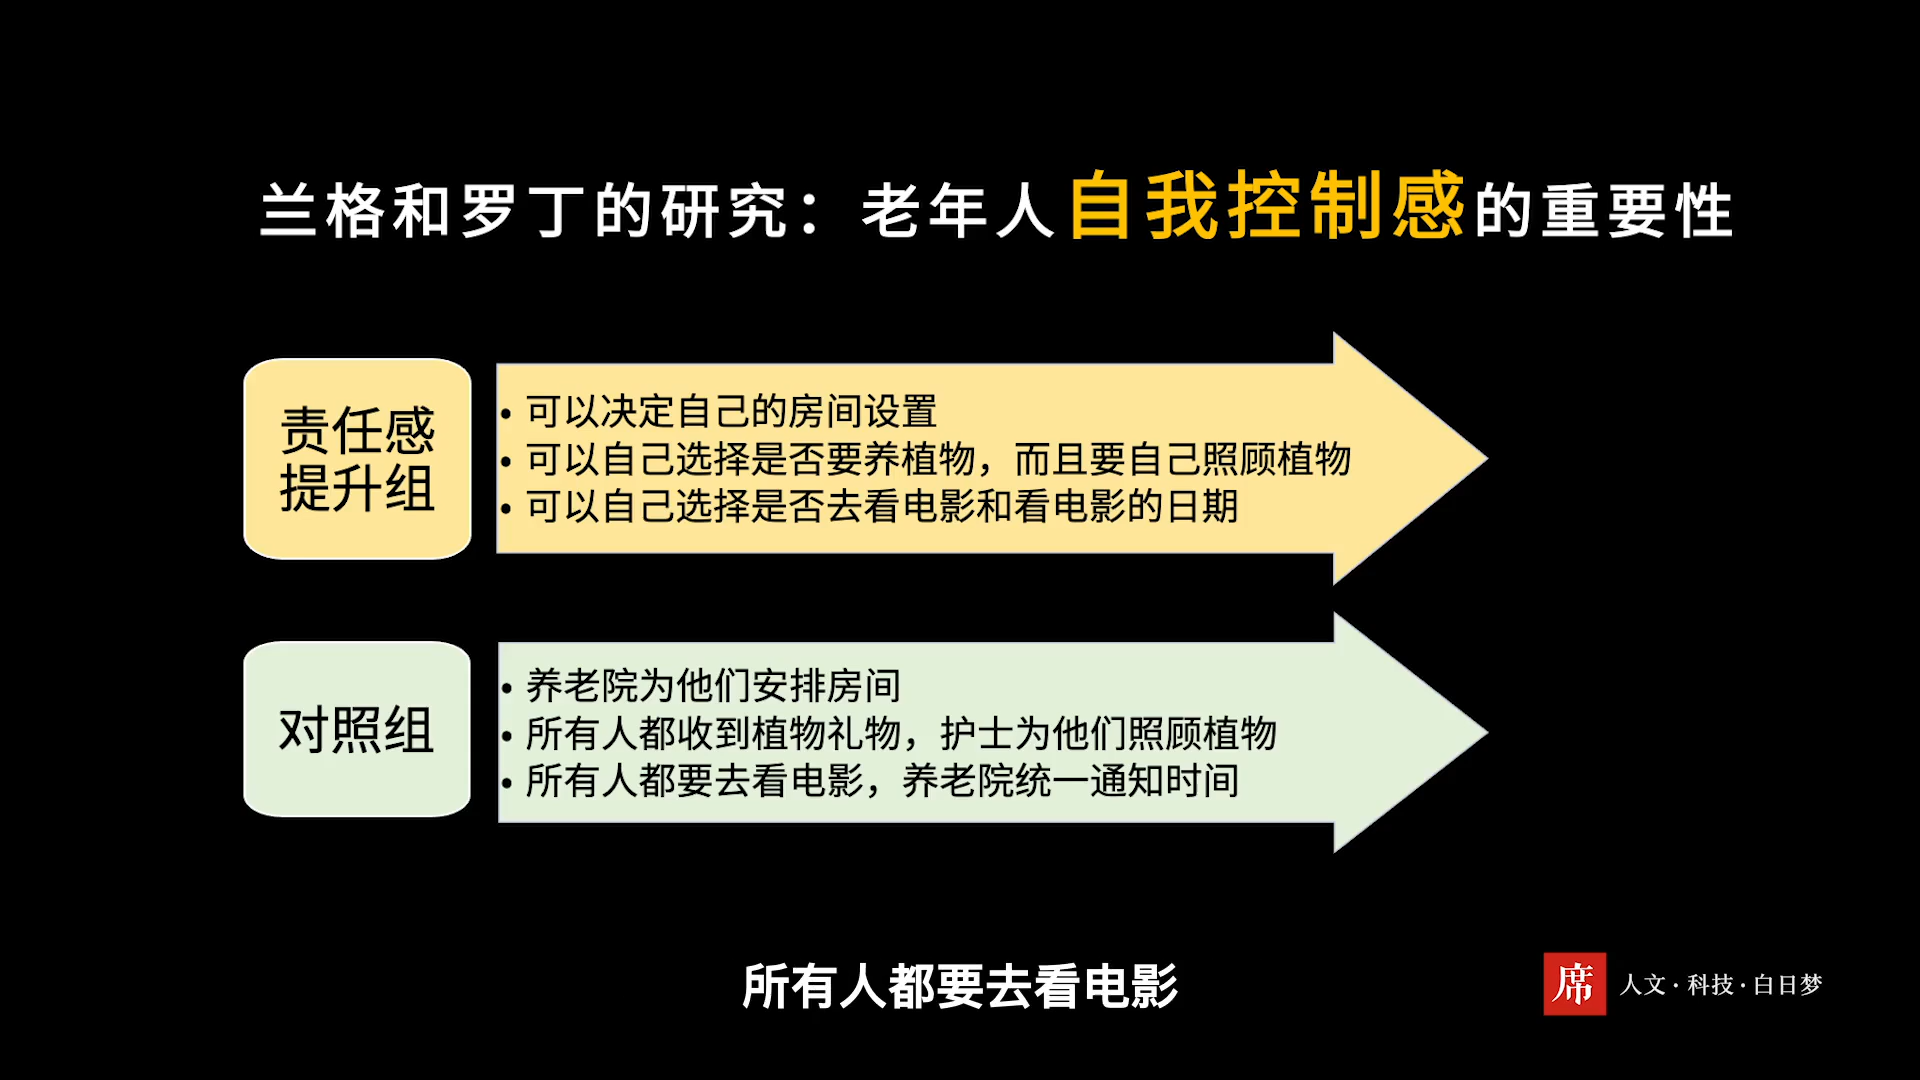 兰格和罗丁的研究：老年人自我控制感的重要性
责任感
提升组
• 可以决定自己的房间设置
• 可以自己选择是否要养植物，而且要自己照顾植物
• 可以自己选择是否去看电影和看电影的日期
对照组
• 养老院为他们安排房间
• 所有人都收到植物礼物，护士为他们照顾植物
• 所有人都要去看电影，养老院统一通知时间
所有人都要去看电影
席 人文·科技·白日梦